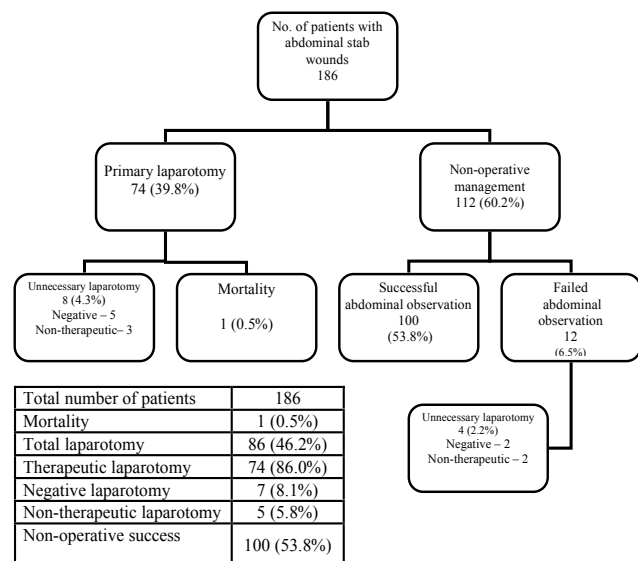 No. of patients with
abdominal stab
wounds
186
Primary laparotomy
74 (39.8%)
Non-operative
management
112 (60.2%)
Unnecessary laparotomy
8 (4.3%)
Negative – 5
Non-therapeutic– 3
Mortality
1 (0.5%)
Successful
abdominal observation
100
(53.8%)
Failed
abdominal
observation
12
(6.5%)
Unnecessary laparotomy
4 (2.2%)
Negative – 2
Non-therapeutic – 2
Total number of patients 186
Mortality 1 (0.5%)
Total laparotomy 86 (46.2%)
Therapeutic laparotomy 74 (86.0%)
Negative laparotomy 7 (8.1%)
Non-therapeutic laparotomy 5 (5.8%)
Non-operative success 100 (53.8%)